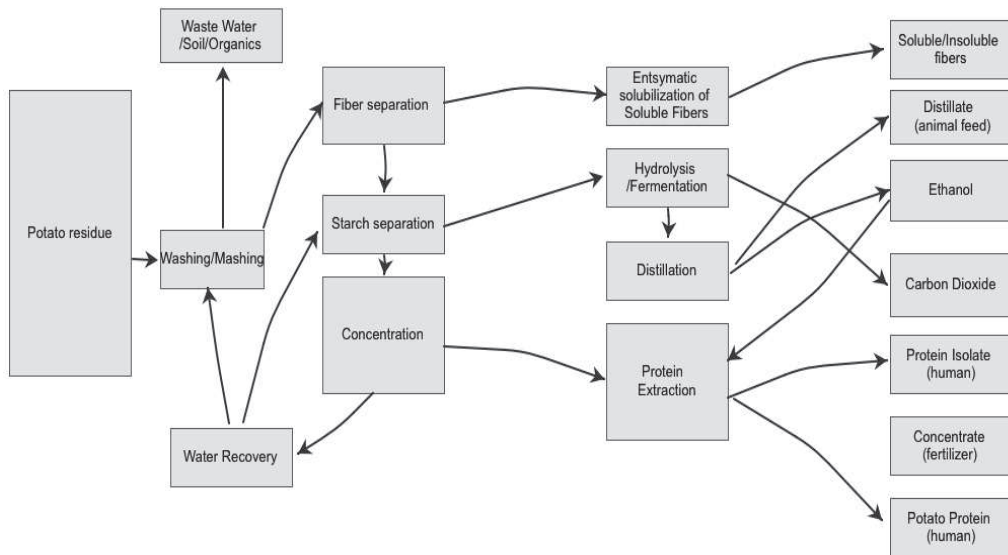 Waste Water
/Soil/Organics
Potato residue
Washing/Mashing
Water Recovery
Fiber separation
Starch separation
Concentration
Entsymatic
solubilization of
Soluble Fibers
Hydrolysis
/Fermentation
Distillation
Protein
Extraction
Soluble/Insoluble
fibers
Distillate
(animal feed)
Ethanol
Carbon Dioxide
Protein Isolate
(human)
Concentrate
(fertilizer)
Potato Protein
(human)